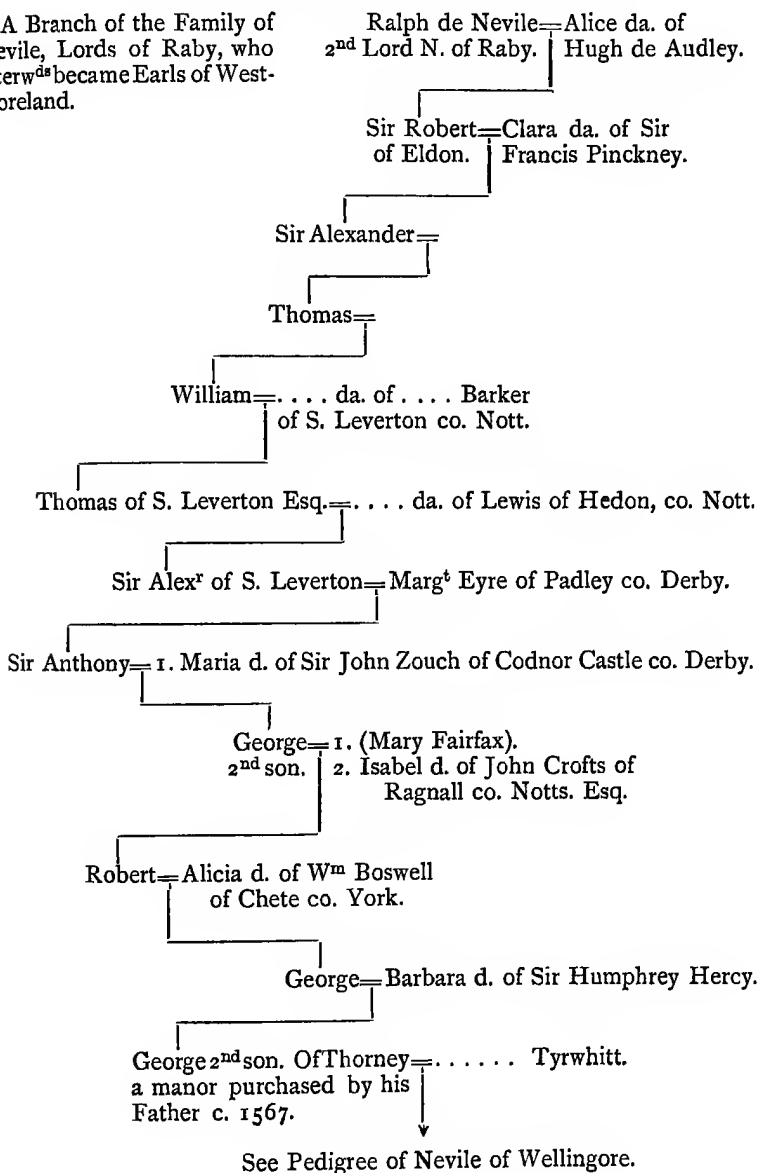 A Branch of the Family of
evile, Lords of Raby, who
erwds became Earls of West-
oreland.
Ralph de Nevile=Alice da. of
2nd Lord N. of Raby. Hugh de Audley.
Sir Robert=Clara da. of Sir
of Eldon. Francis Pinckney.
Sir Alexander=
Thomas=
William=. . . . da. of . . . . Barker
of S. Leverton co. Nott.
Thomas of S. Leverton Esq.=. . . . da. of Lewis of Hedon, co. Nott.
Sir Alexr of S. Leverton=Margt Eyre of Padley co. Derby.
Sir Anthony=1. Maria d. of Sir John Zouch of Codnor Castle co. Derby.
George=1. (Mary Fairfax).
2nd son. 2. Isabel d. of John Crofts of
Ragnall co. Notts. Esq.
Robert=Alicia d. of Wm Boswell
of Chete co. York.
George=Barbara d. of Sir Humphrey Hercy.
George 2nd son. Of Thorney=. . . . . . Tyrwhitt.
a manor purchased by his
Father c. 1567.
See Pedigree of Nevile of Wellingore.